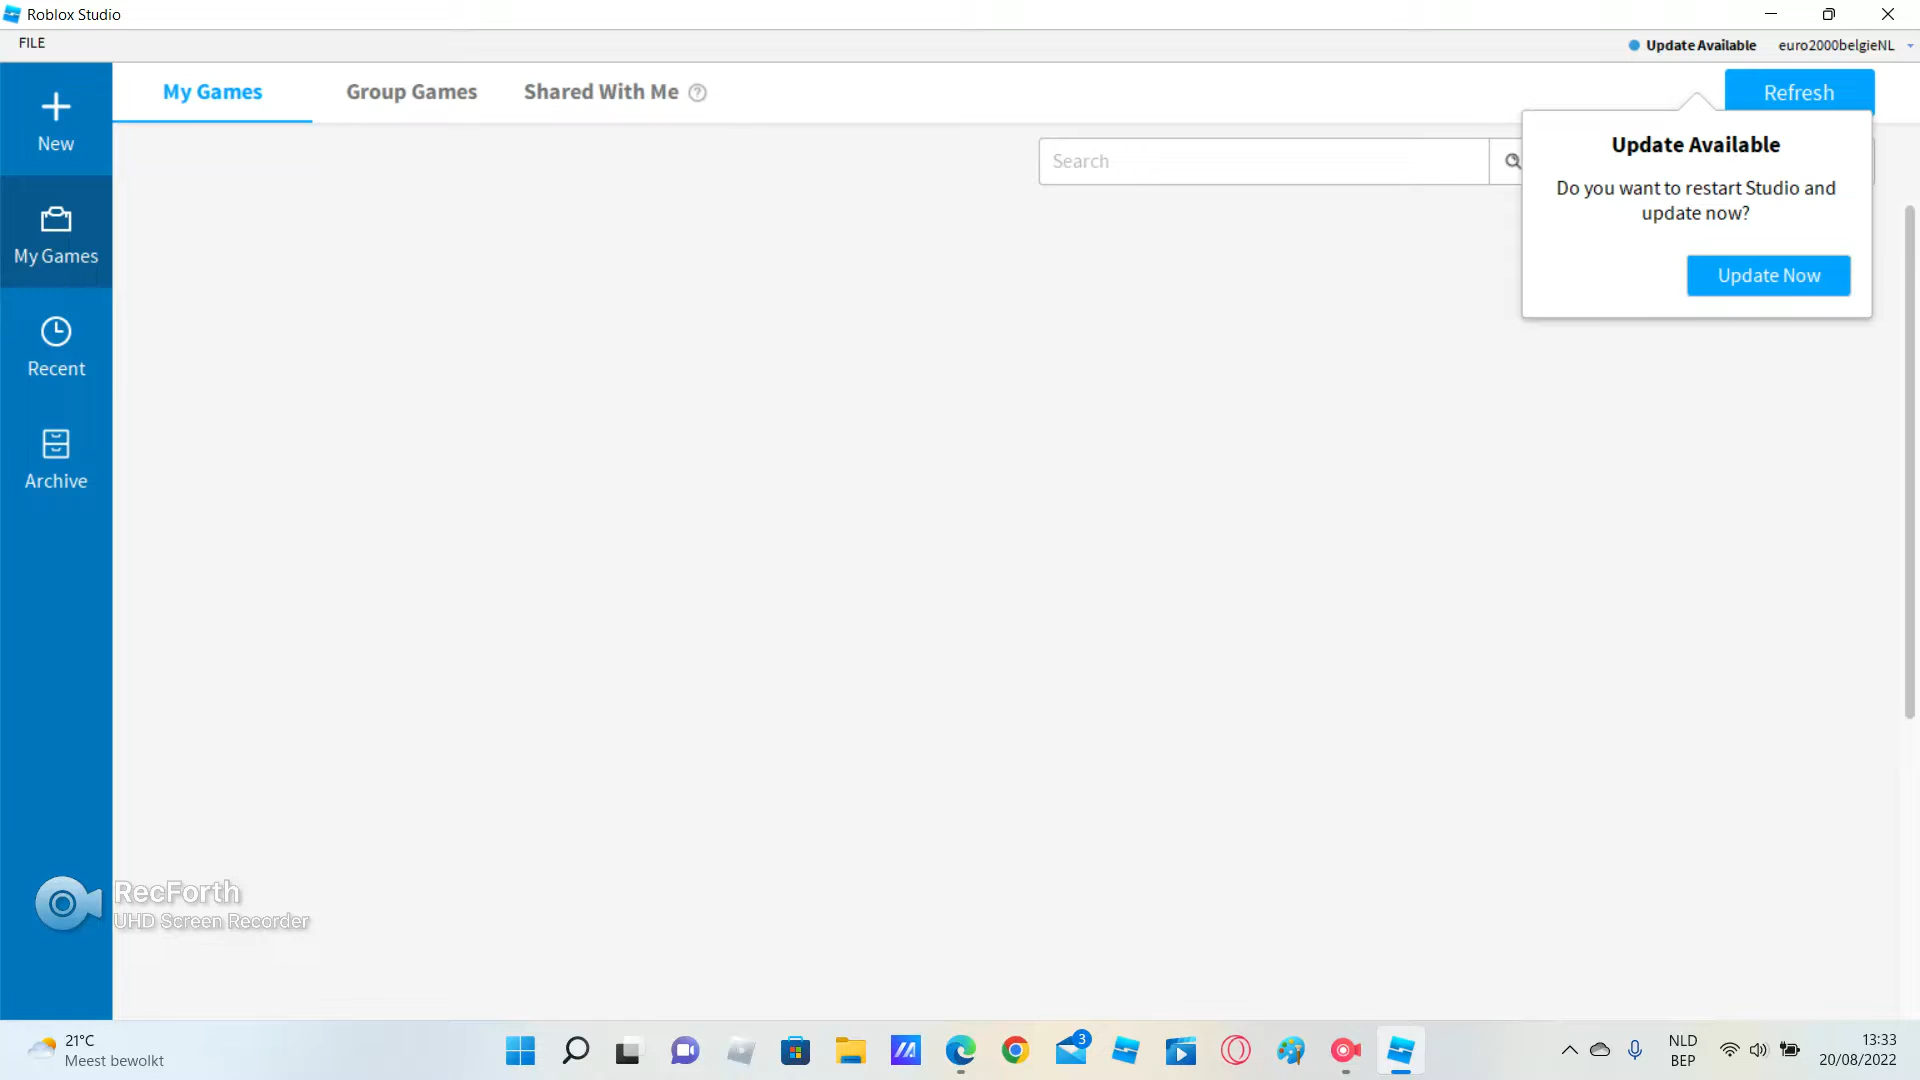 Roblox Studio
FILE
Update Available
euro2000belgieNL
My Games
Group Games
Shared With Me ?
Refresh
New
Search
Update Available
Do you want to restart Studio and
update now?
Update Now
My Games
Recent
Archive
RecForth
UHD Screen Recorder
21°C
Meest bewolkt
3
NLD
BEP
13:33
20/08/2022